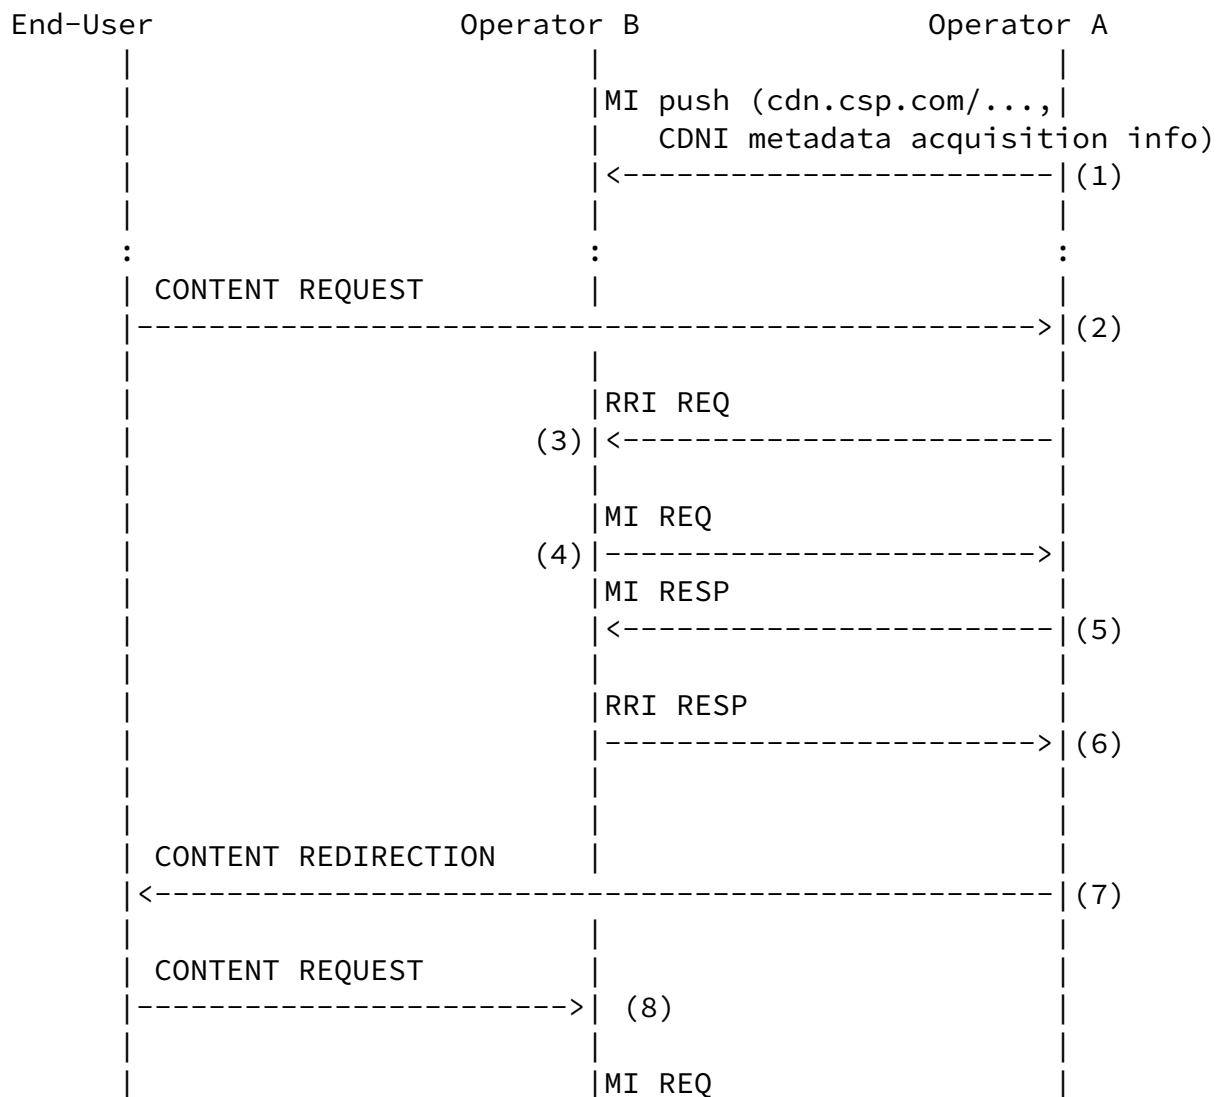 End-User Operator B Operator A
MI push (cdn.csp.com/...,
CDNI metadata acquisition info)
(1)
CONTENT REQUEST
(2)
RRI REQ
(3)
MI REQ
(4)
MI RESP
(5)
RRI RESP
(6)
CONTENT REDIRECTION
(7)
CONTENT REQUEST
(8)
MI REQ